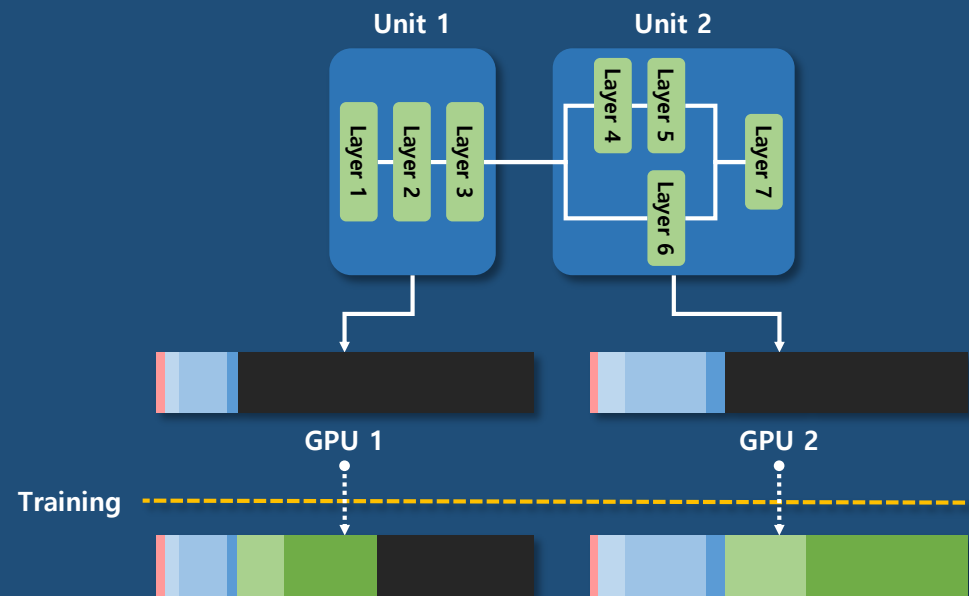 Unit 1
Unit 2
Layer 1
Layer 2
Layer 3
Layer 4
Layer 5
Layer 6
Layer 7
GPU 1
GPU 2
Training